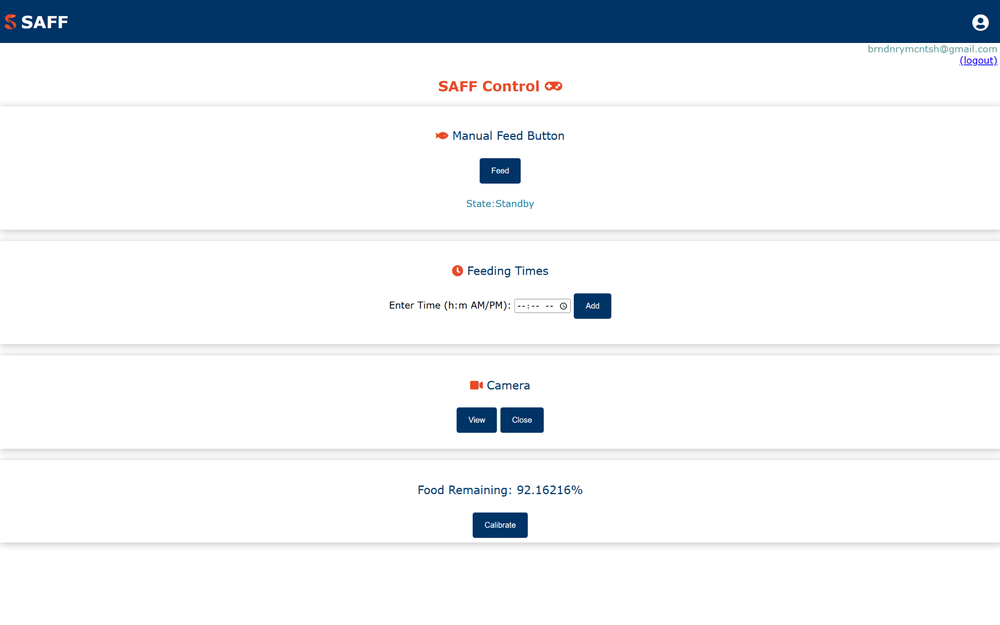 SAFF
brndnrymcntsh@gmail.com
(logout)
SAFF Control
Manual Feed Button
Feed
State:Standby
Feeding Times
Enter Time (h:m AM/PM): --:-- -- Add
Camera
View Close
Food Remaining: 92.16216%
Calibrate